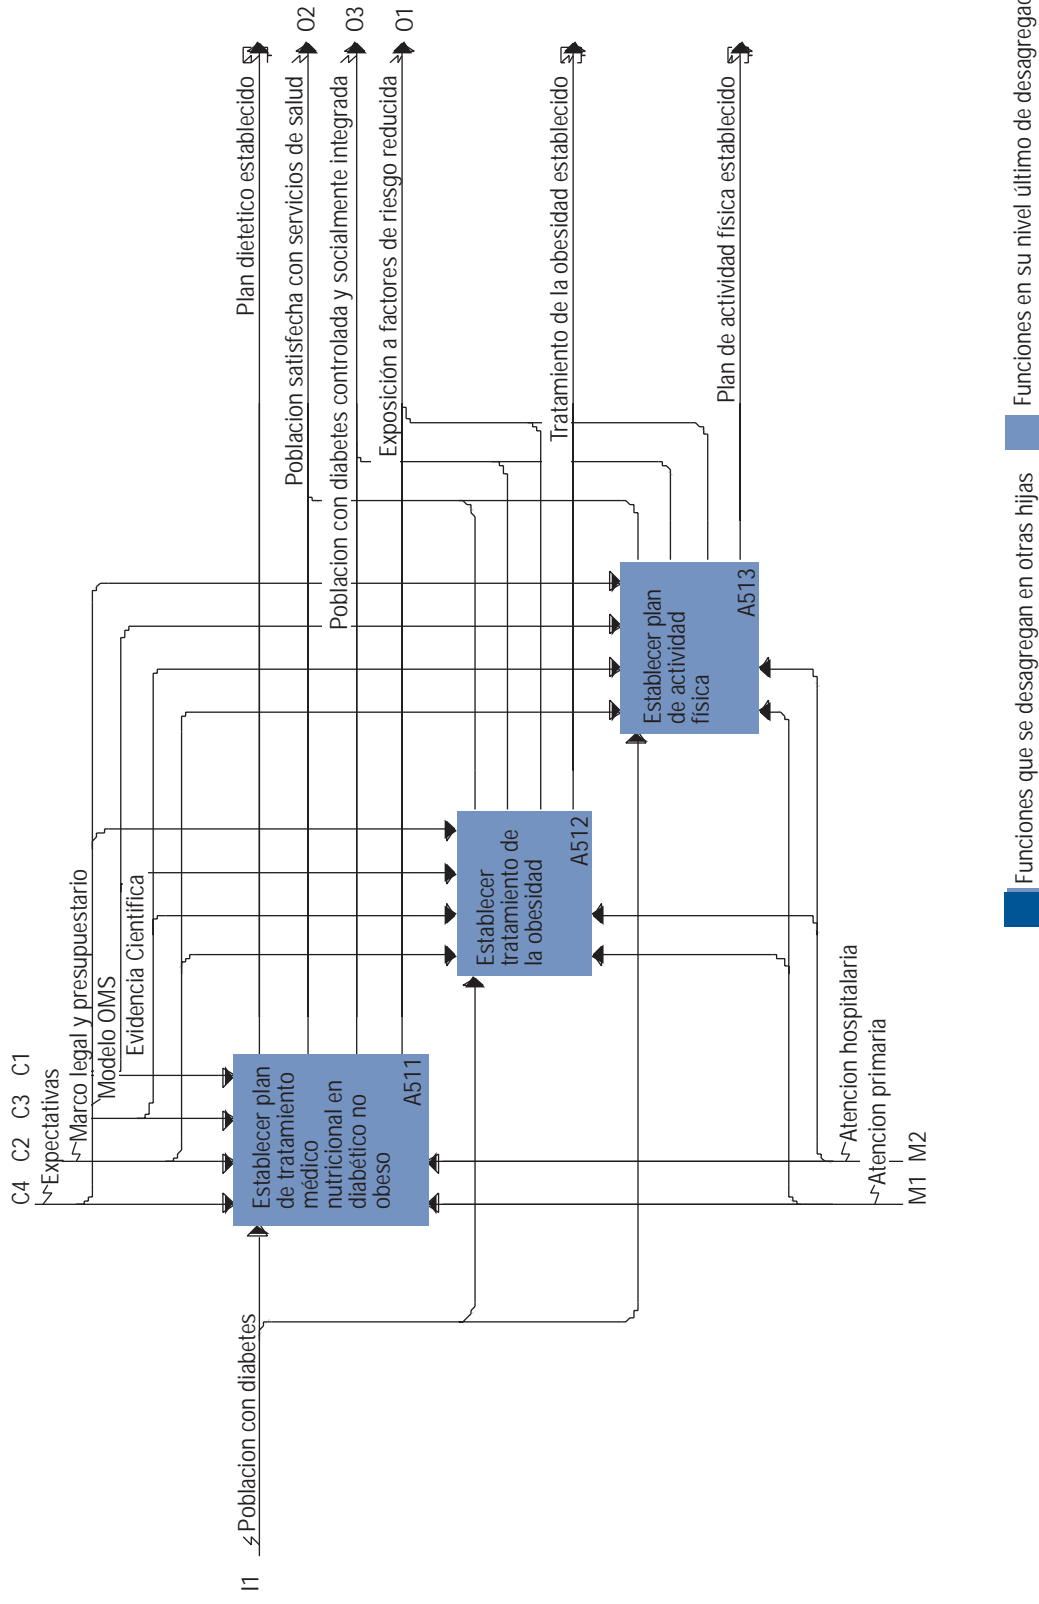 C4
C2
C3
C1
Expectativas
Marco legal y presupuestario
Modelo OMS
Evidencia Cientifica
I1
Poblacion con diabetes
Establecer plan
de tratamiento
médico
nutricional en
diabético no
obeso
A511
Establecer
tratamiento de
la obesidad
A512
Establecer plan
de actividad
física
A513
Plan dietetico establecido
Poblacion satisfecha con servicios de salud
O2
Poblacion con diabetes controlada y socialmente integrada
O3
Exposición a factores de riesgo reducida
O1
Tratamiento de la obesidad establecido
Plan de actividad física establecido
Atencion hospitalaria
Atencion primaria
M1
M2
Funciones que se desagregan en otras hijas
Funciones en su nivel último de desagregac